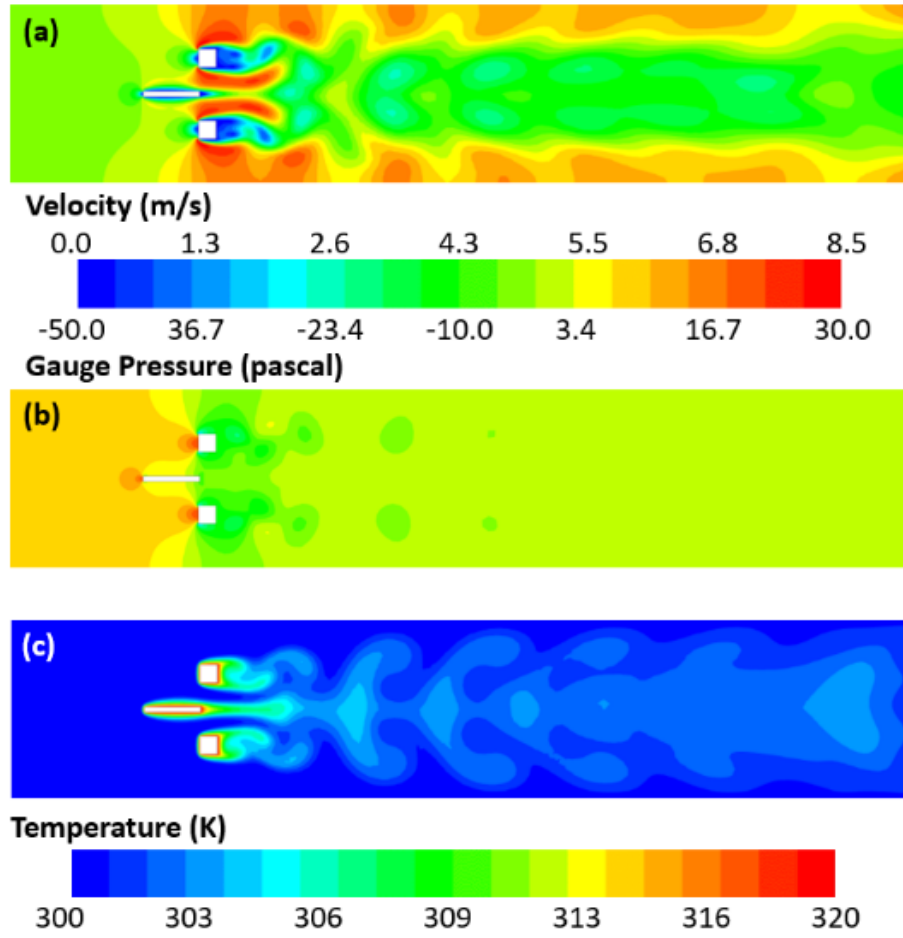 (a)
Velocity (m/s)
0.0 1.3 2.6 4.3 5.5 6.8 8.5
-50.0 36.7 -23.4 -10.0 3.4 16.7 30.0
Gauge Pressure (pascal)
(b)
(c)
Temperature (K)
300 303 306 309 313 316 320